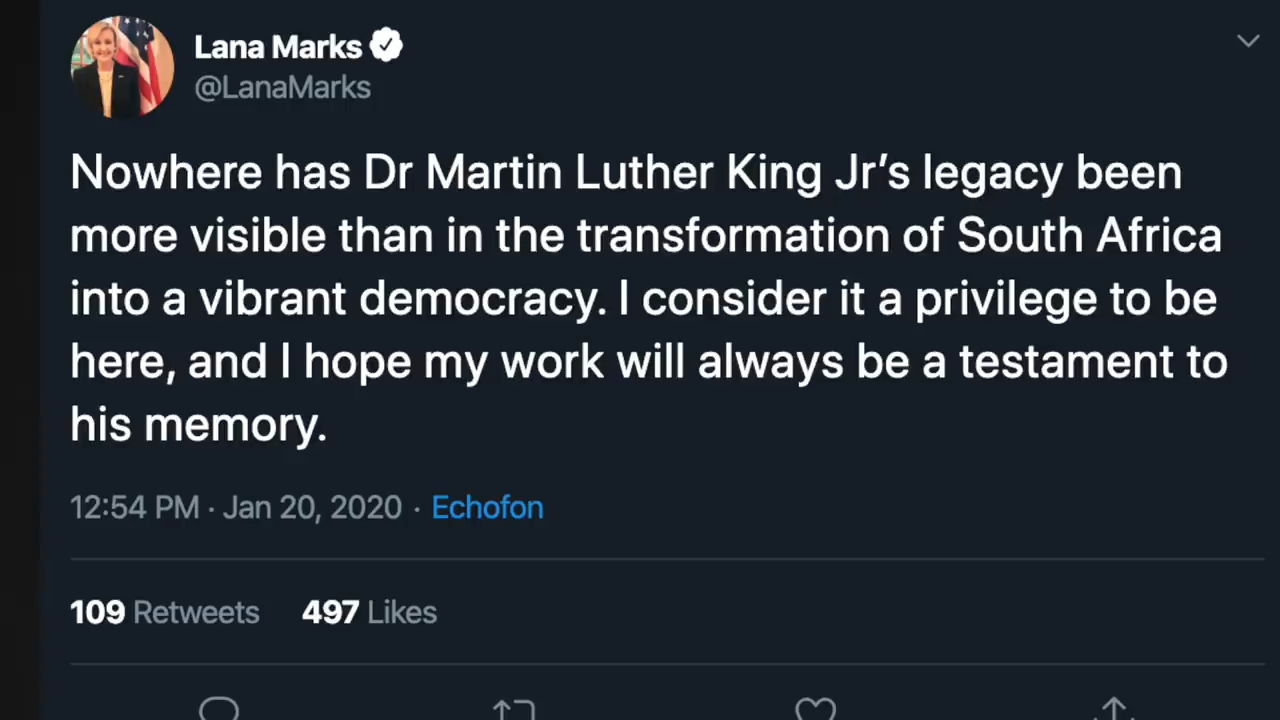 Lana Marks
@LanaMarks
Nowhere has Dr Martin Luther King Jr’s legacy been
more visible than in the transformation of South Africa
into a vibrant democracy. I consider it a privilege to be
here, and I hope my work will always be a testament to
his memory.
12:54 PM · Jan 20, 2020 · Echofon
109 Retweets 497 Likes